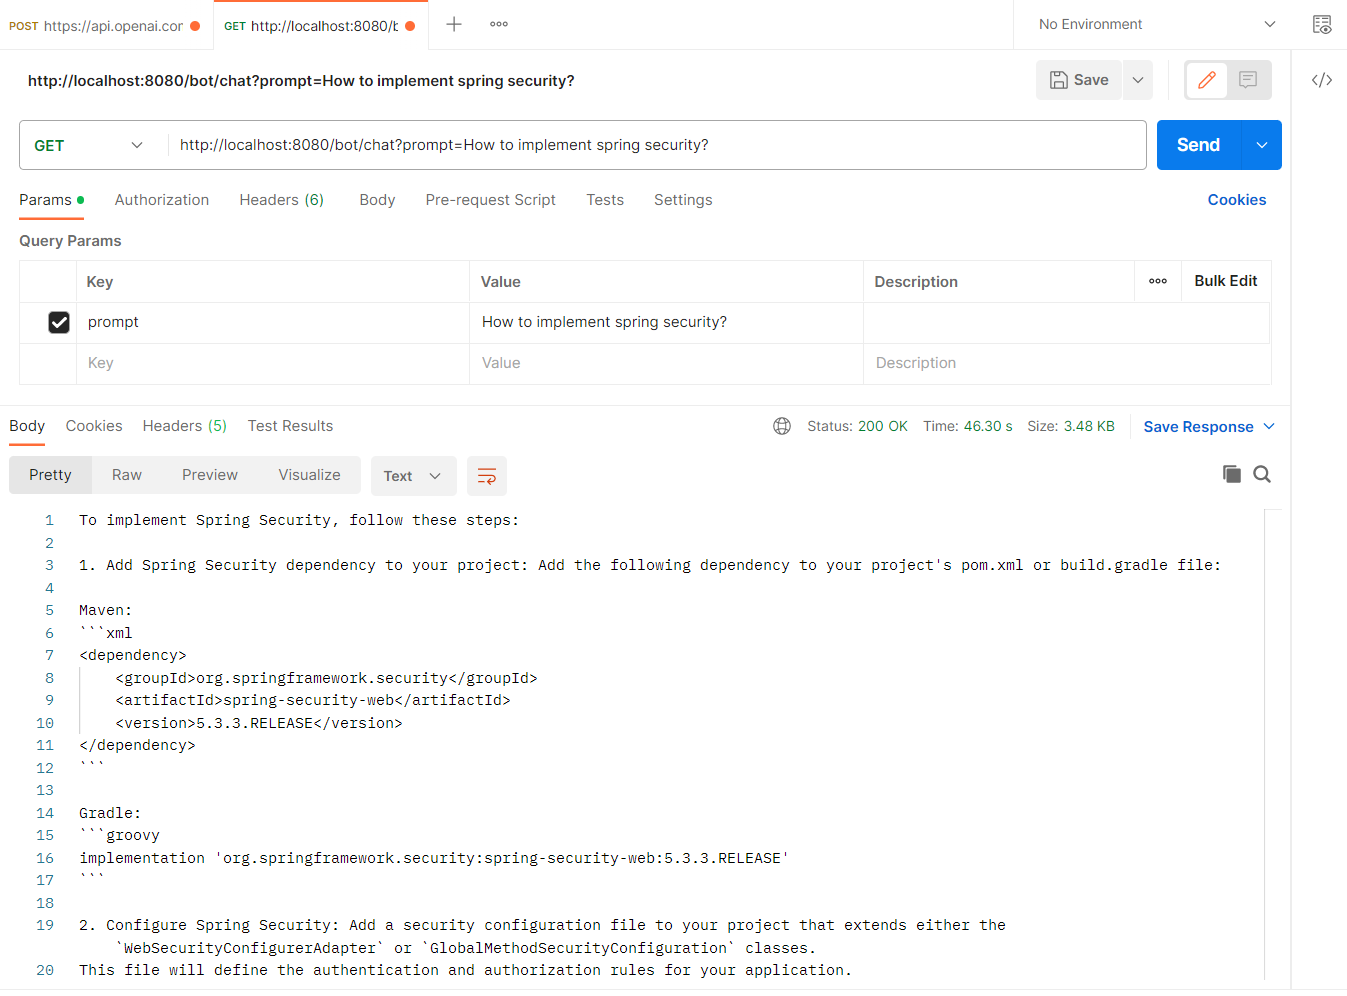 POST https://api.openai.cor
GET http://localhost:8080/b
No Environment
http://localhost:8080/bot/chat?prompt=How to implement spring security?
Save
GET http://localhost:8080/bot/chat?prompt=How to implement spring security?
Send
Params Authorization Headers (6) Body Pre-request Script Tests Settings Cookies
Query Params
Key Value Description Bulk Edit
prompt How to implement spring security?
Key Value Description
Body Cookies Headers (5) Test Results Status: 200 OK Time: 46.30 s Size: 3.48 KB Save Response
Pretty Raw Preview Visualize Text
1 To implement Spring Security, follow these steps:
2
3 1. Add Spring Security dependency to your project: Add the following dependency to your project's pom.xml or build.gradle file:
4
5 Maven:
6 ```xml
7 <dependency>
8 <groupId>org.springframework.security</groupId>
9 <artifactId>spring-security-web</artifactId>
10 <version>5.3.3.RELEASE</version>
11 </dependency>
12 ```
13
14 Gradle:
15 ```groovy
16 implementation 'org.springframework.security:spring-security-web:5.3.3.RELEASE'
17 ```
18
19 2. Configure Spring Security: Add a security configuration file to your project that extends either the
`WebSecurityConfigurerAdapter` or `GlobalMethodSecurityConfiguration` classes.
20 This file will define the authentication and authorization rules for your application.